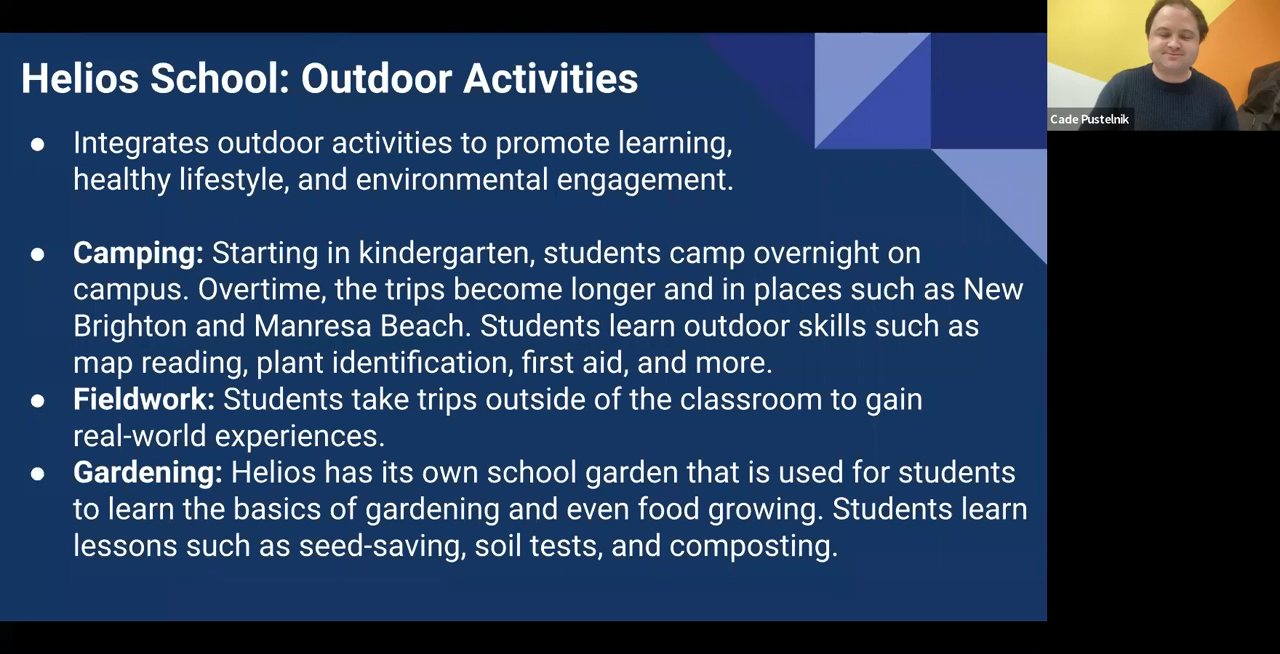 Helios School: Outdoor Activities
● Integrates outdoor activities to promote learning,
healthy lifestyle, and environmental engagement.
● Camping: Starting in kindergarten, students camp overnight on
campus. Overtime, the trips become longer and in places such as New
Brighton and Manresa Beach. Students learn outdoor skills such as
map reading, plant identification, first aid, and more.
● Fieldwork: Students take trips outside of the classroom to gain
real-world experiences.
● Gardening: Helios has its own school garden that is used for students
to learn the basics of gardening and even food growing. Students learn
lessons such as seed-saving, soil tests, and composting.
Cade Pustelnik